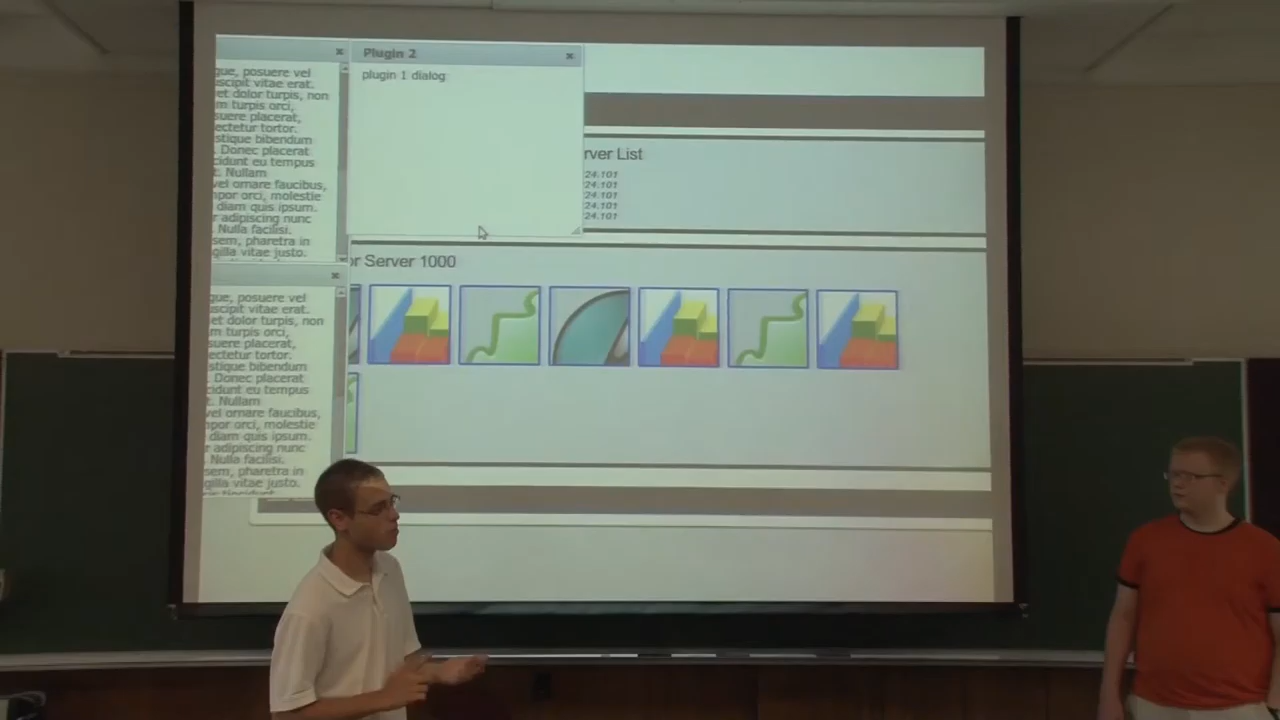 gue, posuere vel
uscipit vitae erat.
et dolor turpis, non
m turpis orci,
suere placerat,
ectetur tortor.
stique bibendum
. Donec placerat
cidunt eu tempus
t. Nullam
vel ornare faucibus,
mpor orci, molestie
diam quis ipsum.
r adipiscing nunc
. Nulla facilisi.
sem, pharetra in
gilla vitae justo.
Plugin 2
plugin 1 dialog
rver List
24.101
24.101
24.101
24.101
24.101
or Server 1000
gue, posuere vel
uscipit vitae erat.
et dolor turpis, non
m turpis orci,
suere placerat,
ectetur tortor.
stique bibendum
. Donec placerat
cidunt eu tempus
t. Nullam
vel ornare faucibus,
mpor orci, molestie
diam quis ipsum.
r adipiscing nunc
. Nulla facilisi.
sem, pharetra in
gilla vitae justo.